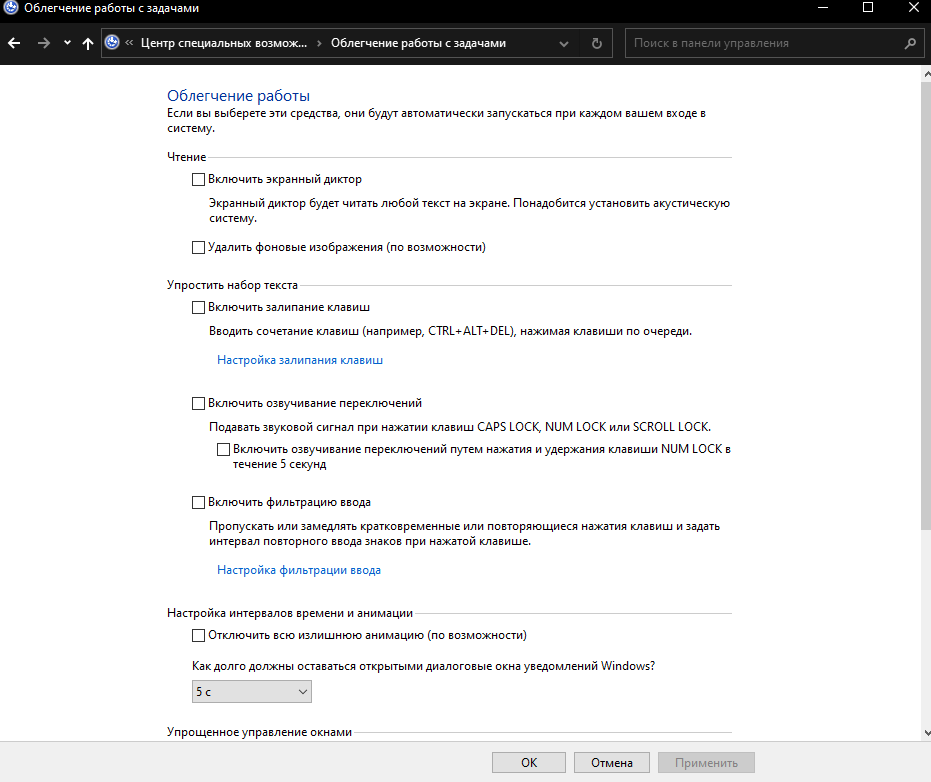 Облегчение работы с задачами
Центр специальных возмож... Облегчение работы с задачами
Поиск в панели управления
Облегчение работы
Если вы выберете эти средства, они будут автоматически запускаться при каждом вашем входе в
систему.
Чтение
Включить экранный диктор
Экранный диктор будет читать любой текст на экране. Понадобится установить акустическую
систему.
Удалить фоновые изображения (по возможности)
Упростить набор текста
Включить залипание клавиш
Вводить сочетание клавиш (например, CTRL+ALT+DEL), нажимая клавиши по очереди.
Настройка залипания клавиш
Включить озвучивание переключений
Подавать звуковой сигнал при нажатии клавиш CAPS LOCK, NUM LOCK или SCROLL LOCK.
Включить озвучивание переключений путем нажатия и удержания клавиши NUM LOCK в
течение 5 секунд
Включить фильтрацию ввода
Пропускать или замедлять кратковременные или повторяющиеся нажатия клавиш и задать
интервал повторного ввода знаков при нажатой клавише.
Настройка фильтрации ввода
Настройка интервалов времени и анимации
Отключить всю излишнюю анимацию (по возможности)
Как долго должны оставаться открытыми диалоговые окна уведомлений Windows?
5 с
Упрощенное управление окнами
OK Отмена Применить